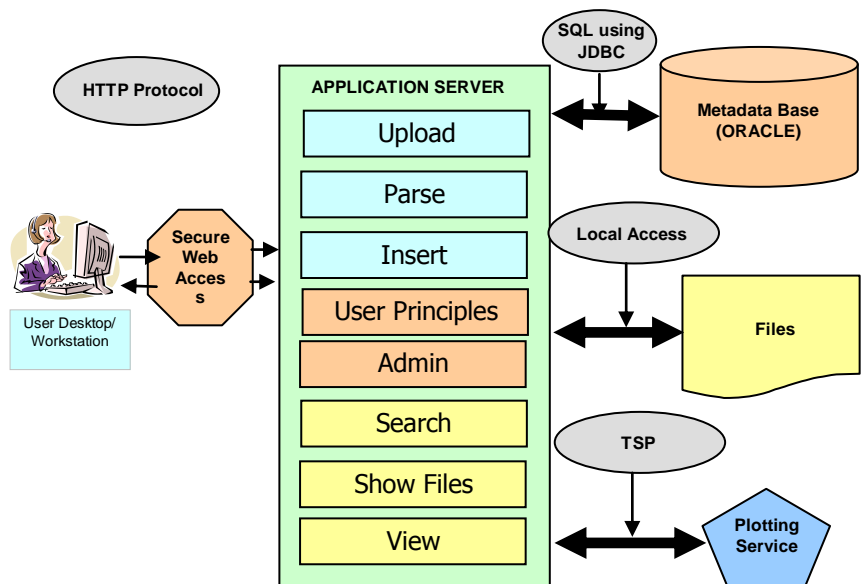 SQL using
JDBC
HTTP Protocol
APPLICATION SERVER
Upload
Metadata Base
(ORACLE)
Parse
Secure
Web
Acces
s
Insert
Local Access
User Desktop/
Workstation
User Principles
Files
Admin
Search
TSP
Show Files
View
Plotting
Service